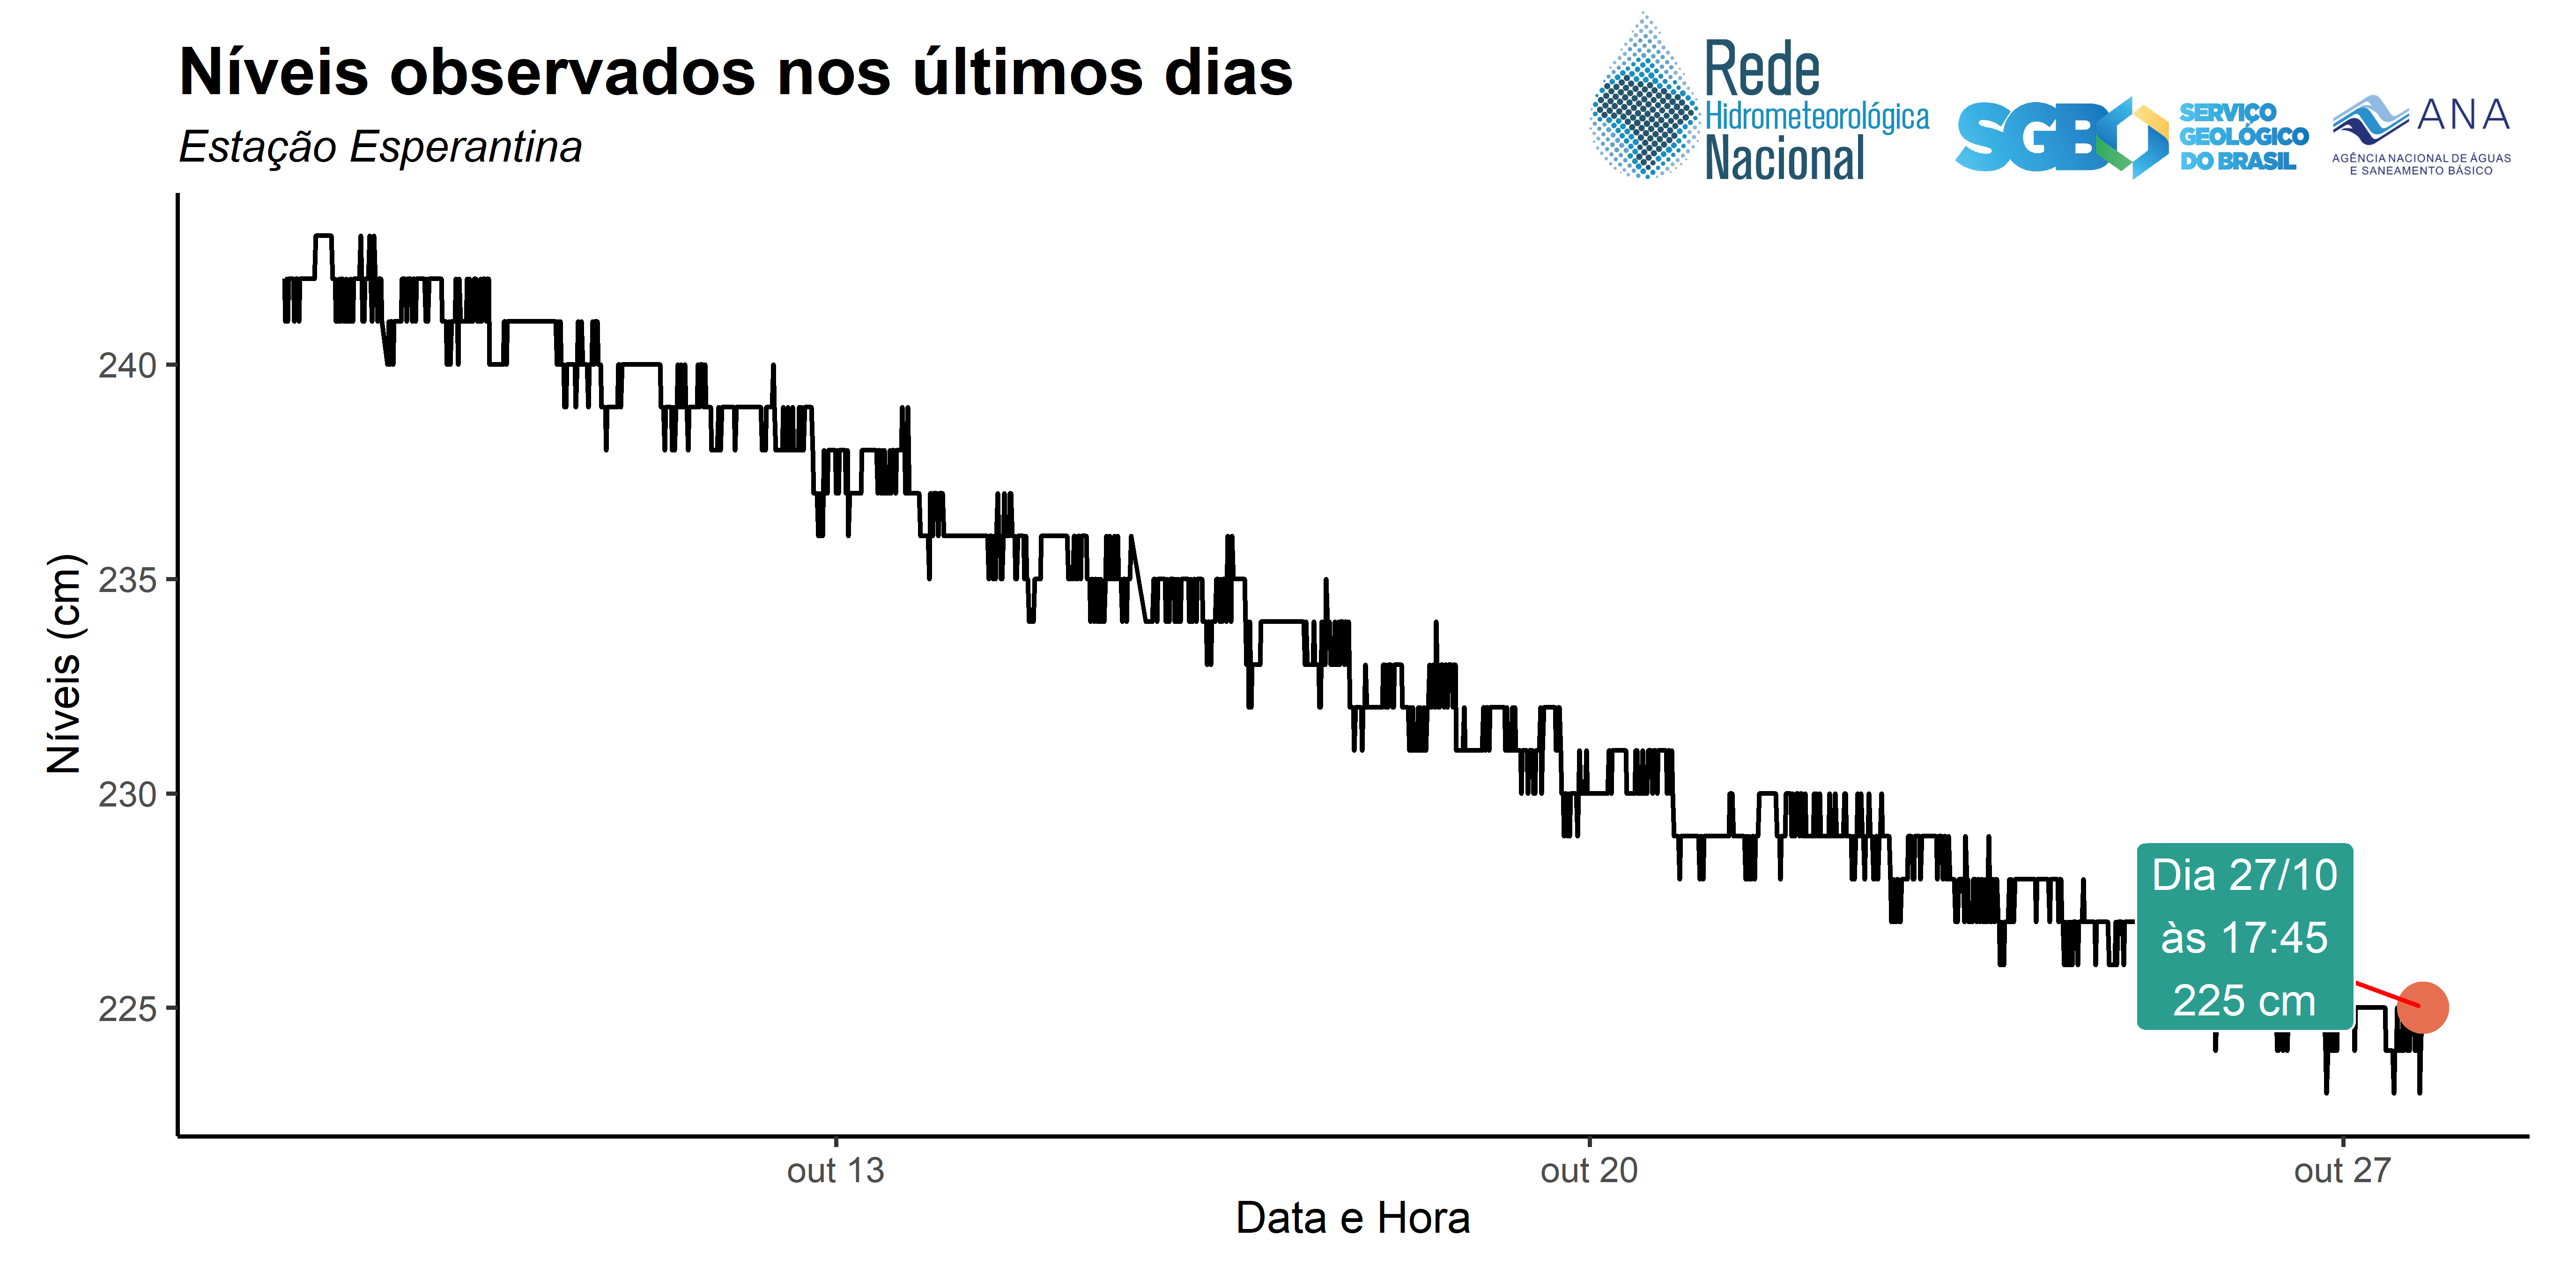 Níveis observados nos últimos dias
Estação Esperantina
Rede
Hidrometeorológica
Nacional
SGB
SERVIÇO
GEOLÓGICO
DO BRASIL
ANA
AGÊNCIA NACIONAL DE ÁGUAS
E SANEAMENTO BÁSICO
Níveis (cm)
240
235
230
225
Dia 27/10
às 17:45
225 cm
out 13
out 20
out 27
Data e Hora